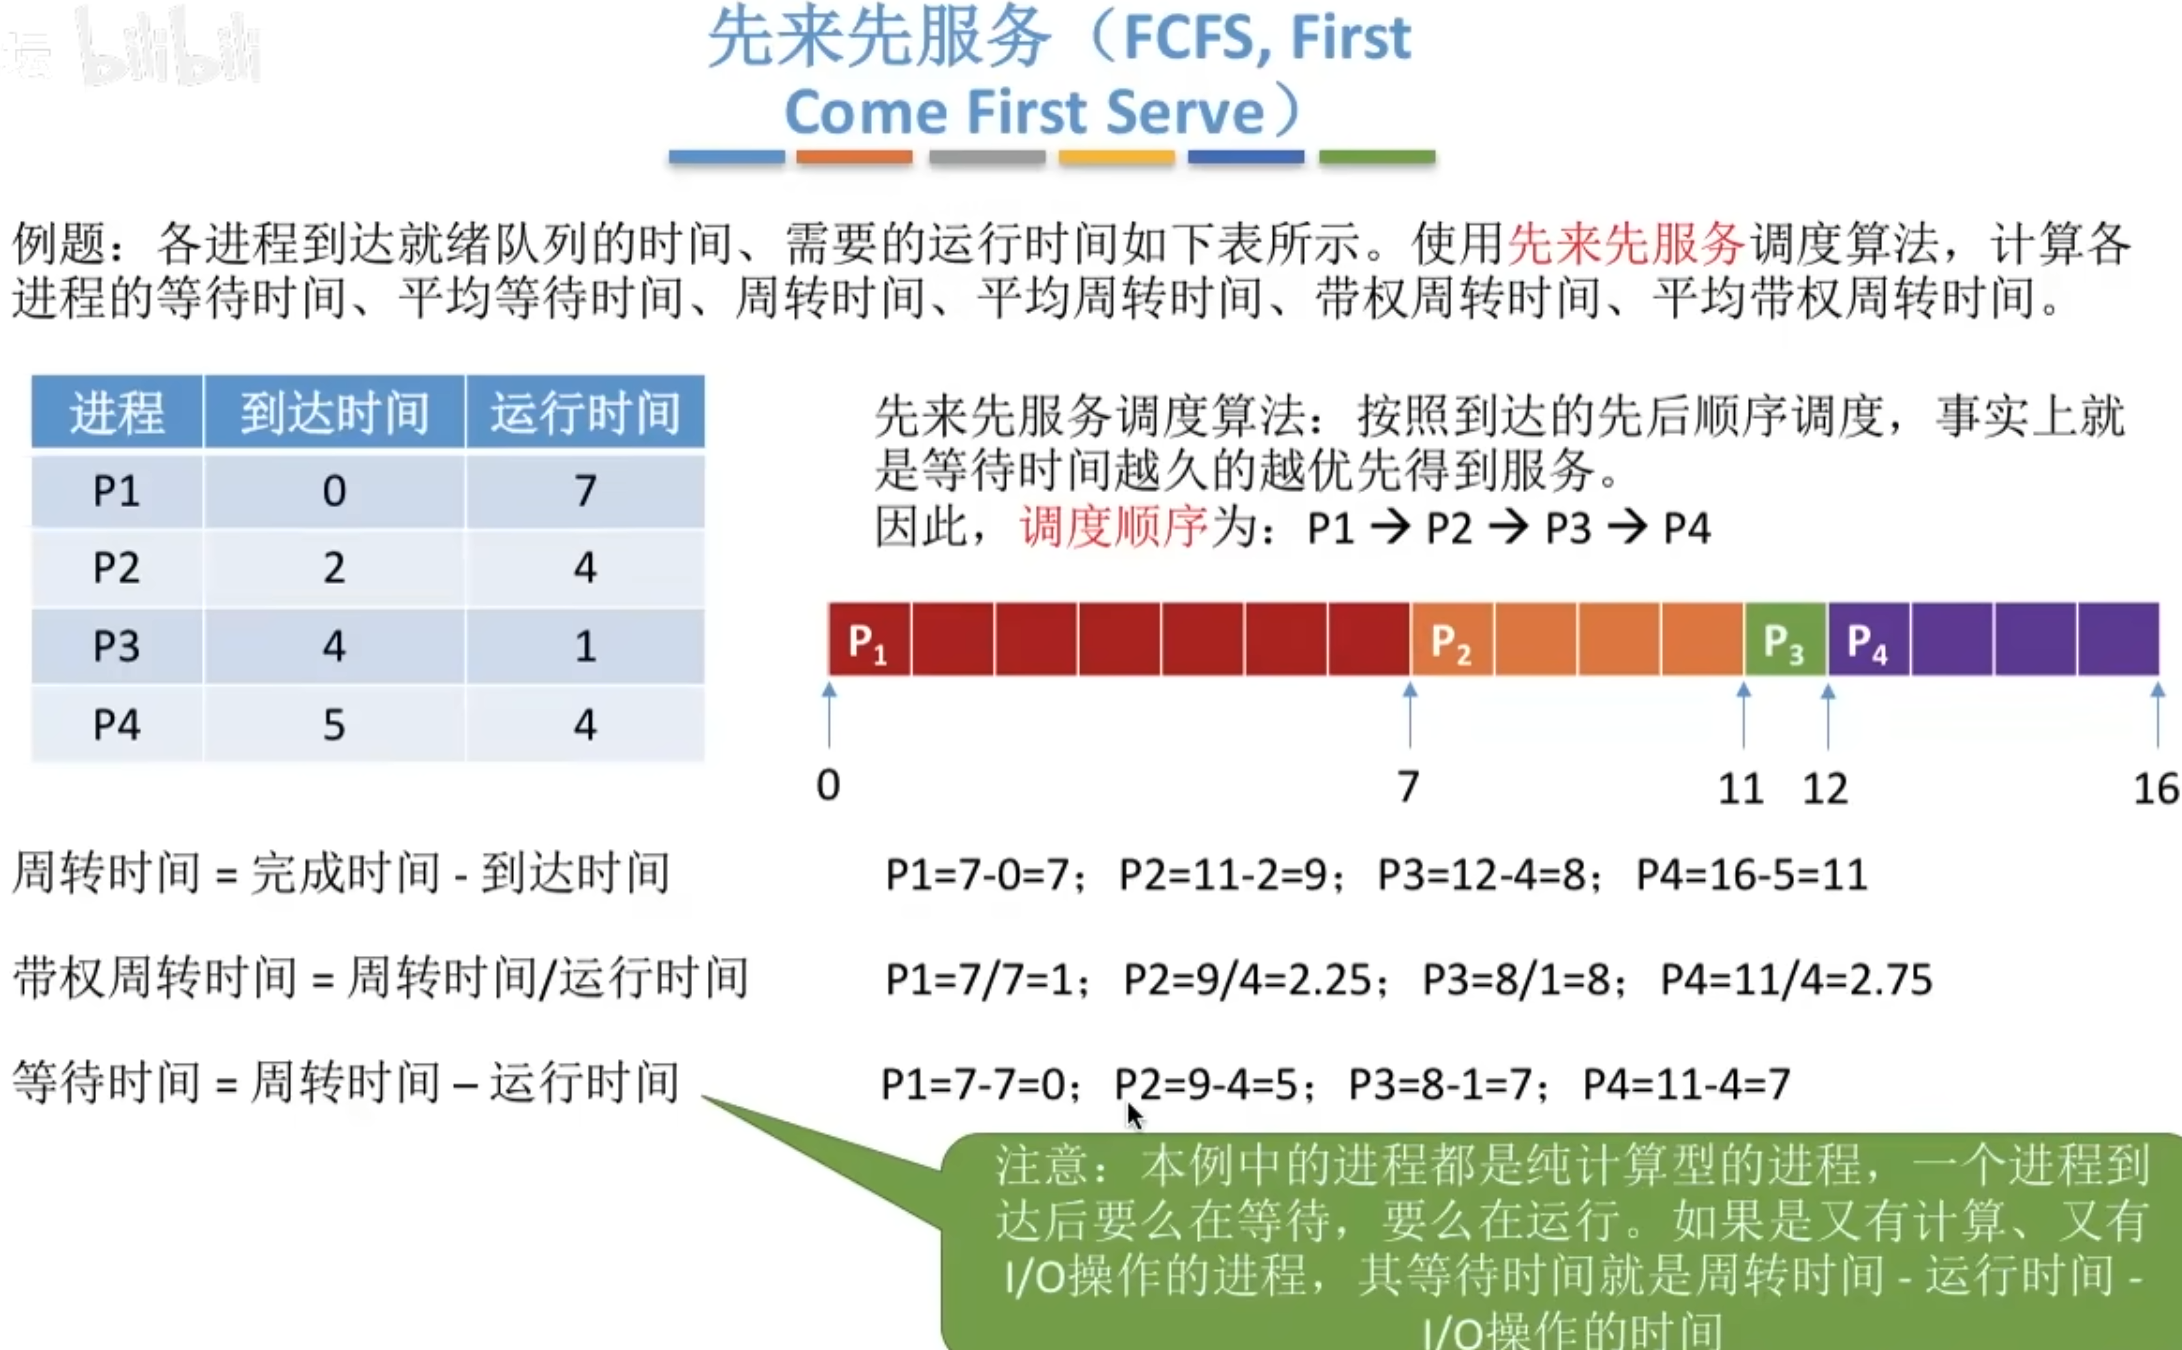 坛 bilibili
先来先服务（FCFS, First
Come First Serve）
例题：各进程到达就绪队列的时间、需要的运行时间如下表所示。使用先来先服务调度算法，计算各
进程的等待时间、平均等待时间、周转时间、平均周转时间、带权周转时间、平均带权周转时间。
进程 到达时间 运行时间
P1 0 7
P2 2 4
P3 4 1
P4 5 4
先来先服务调度算法：按照到达的先后顺序调度，事实上就
是等待时间越久的越优先得到服务。
因此，调度顺序为：P1 → P2 → P3 → P4
P₁ P₂ P₃ P₄
0 7 11 12 16
周转时间 = 完成时间 - 到达时间
P1=7-0=7；P2=11-2=9；P3=12-4=8；P4=16-5=11
带权周转时间 = 周转时间/运行时间
P1=7/7=1；P2=9/4=2.25；P3=8/1=8；P4=11/4=2.75
等待时间 = 周转时间 – 运行时间
P1=7-7=0；P2=9-4=5；P3=8-1=7；P4=11-4=7
注意：本例中的进程都是纯计算型的进程，一个进程到
达后要么在等待，要么在运行。如果是又有计算、又有
I/O操作的进程，其等待时间就是周转时间 - 运行时间 -
I/O操作的时间